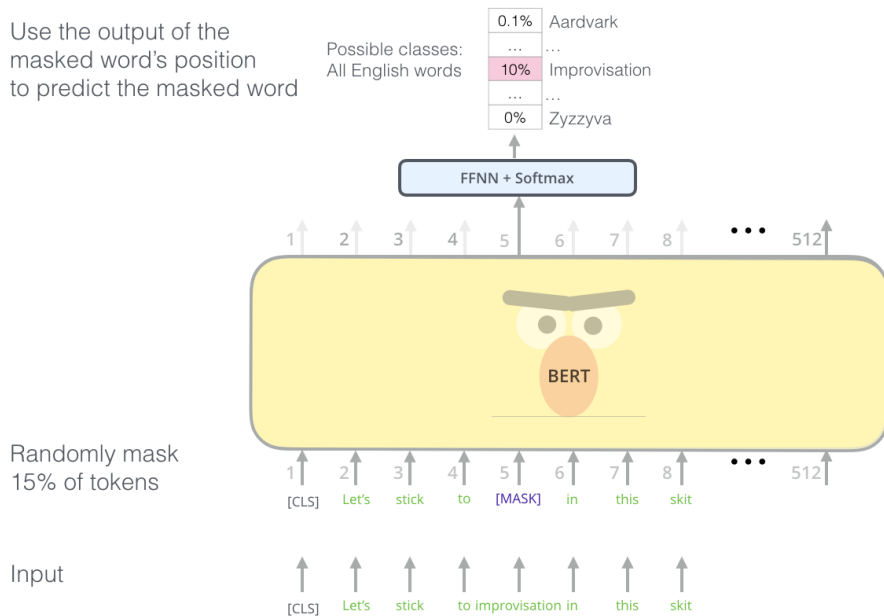 Use the output of the
masked word's position
to predict the masked word
Possible classes:
All English words
0.1% Aardvark
... ...
10% Improvisation
... ...
0% Zyzzyva
FFNN + Softmax
1 2 3 4 5 6 7 8 ••• 512
BERT
Randomly mask
15% of tokens
1 2 3 4 5 6 7 8 ••• 512
[CLS] Let's stick to [MASK] in this skit
Input
[CLS] Let's stick to improvisation in this skit